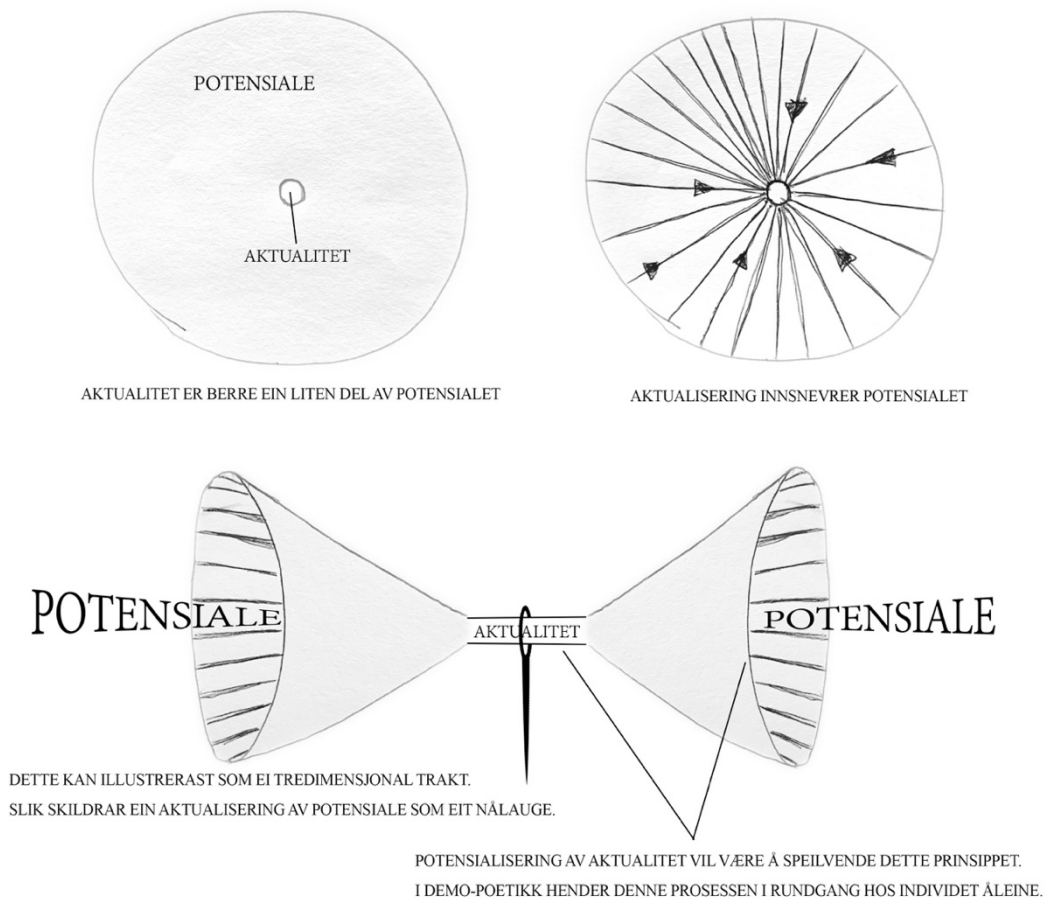 POTENSIALE
AKTUALITET
AKTUALITET ER BERRE EIN LITEN DEL AV POTENSIALET
AKTUALISERING INNSNEVRER POTENSIALET
POTENSIALE
AKTUALITET
POTENSIALE
DETTE KAN ILLUSTRERAST SOM EI TREDIMENSJONAL TRAKT.
SLIK SKILDRAR EIN AKTUALISERING AV POTENSIALE SOM EIT NÅLAUGE.
POTENSIALISERING AV AKTUALITET VIL VÆRE Å SPEILVENDE DETTE PRINSIPPET.
I DEMO-POETIKK HENDER DENNE PROSESSEN I RUNDGANG HOS INDIVIDET ÅLEINE.